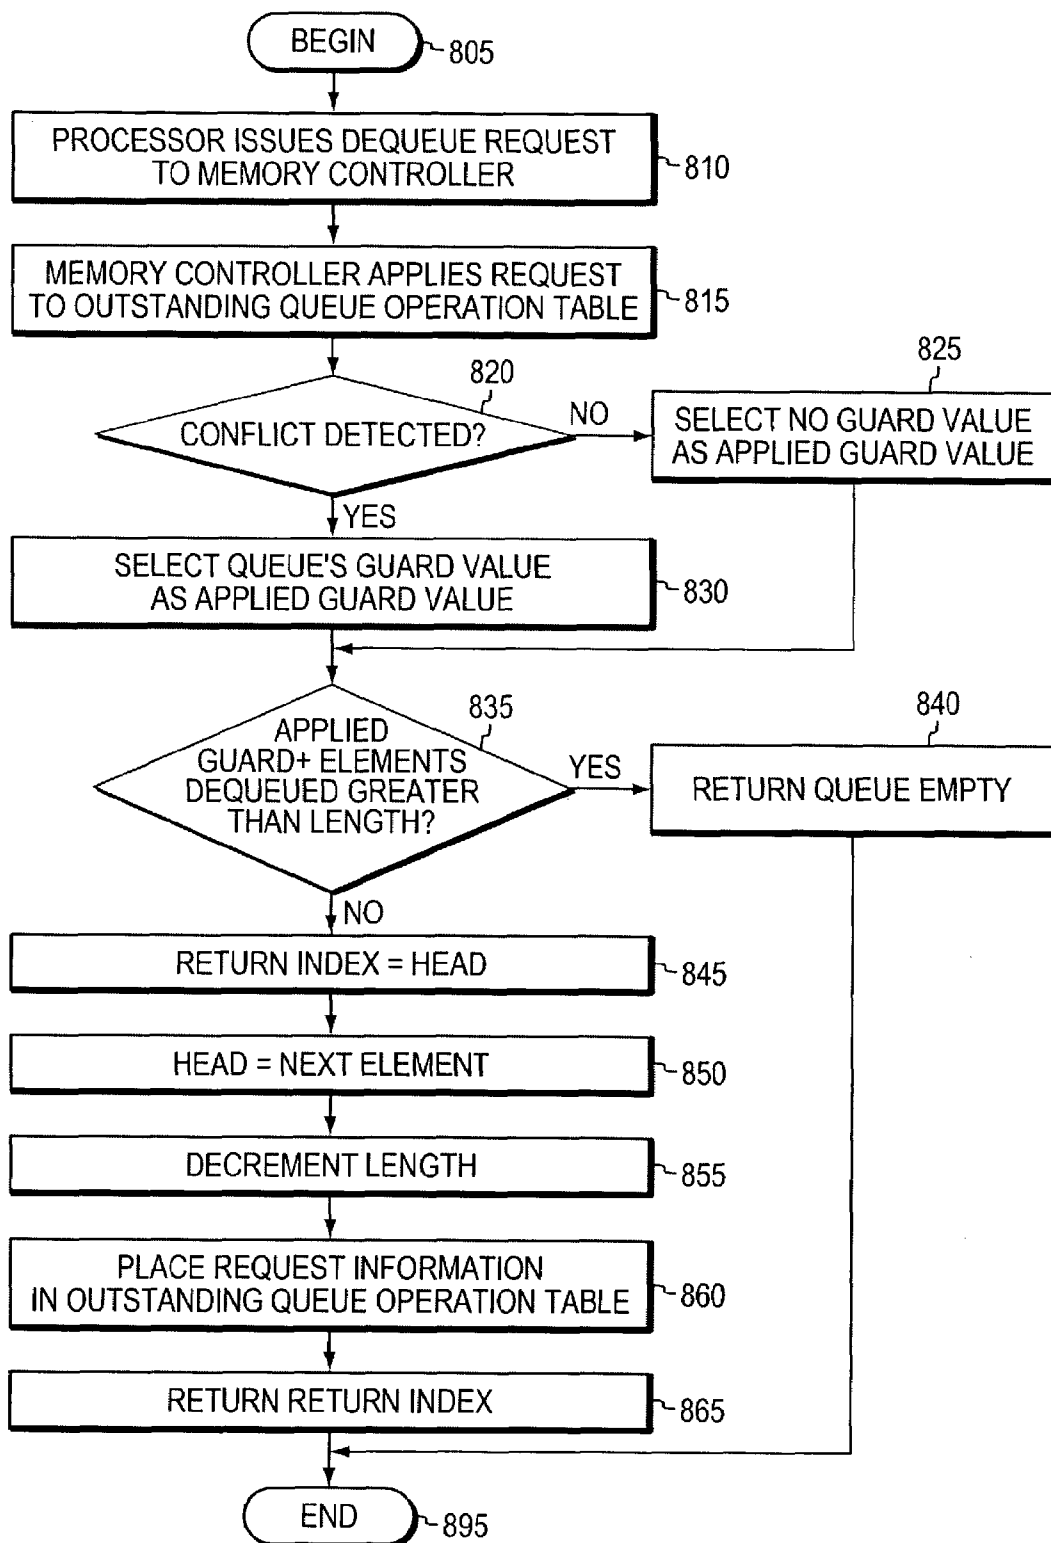 BEGIN
805
PROCESSOR ISSUES DEQUEUE REQUEST
TO MEMORY CONTROLLER
810
MEMORY CONTROLLER APPLIES REQUEST
TO OUTSTANDING QUEUE OPERATION TABLE
815
820
CONFLICT DETECTED?
NO
825
SELECT NO GUARD VALUE
AS APPLIED GUARD VALUE
YES
SELECT QUEUE'S GUARD VALUE
AS APPLIED GUARD VALUE
830
835
APPLIED
GUARD+ ELEMENTS
DEQUEUED GREATER
THAN LENGTH?
YES
840
RETURN QUEUE EMPTY
NO
RETURN INDEX = HEAD
845
HEAD = NEXT ELEMENT
850
DECREMENT LENGTH
855
PLACE REQUEST INFORMATION
IN OUTSTANDING QUEUE OPERATION TABLE
860
RETURN RETURN INDEX
865
END
895